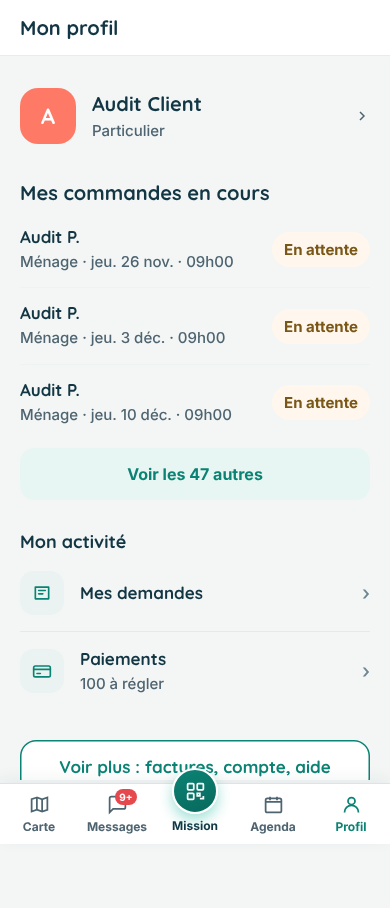 Mon profil
A
Audit Client
Particulier
Mes commandes en cours
Audit P.
Ménage · jeu. 26 nov. · 09h00
En attente
Audit P.
Ménage · jeu. 3 déc. · 09h00
En attente
Audit P.
Ménage · jeu. 10 déc. · 09h00
En attente
Voir les 47 autres
Mon activité
Mes demandes
Paiements
100 à régler
Voir plus : factures, compte, aide
9+
Carte
Messages
Mission
Agenda
Profil